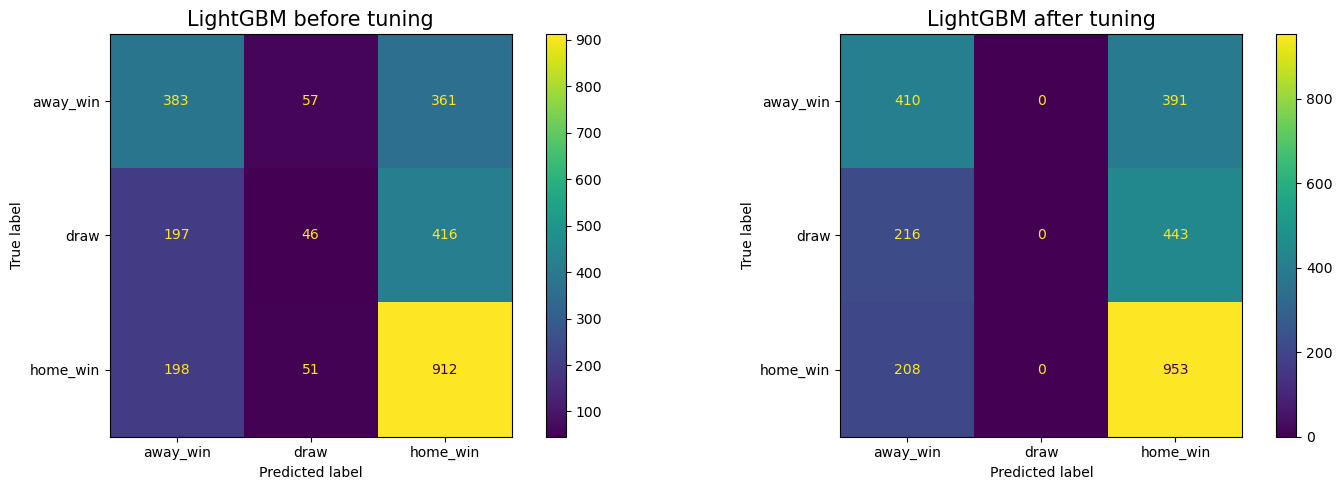 LightGBM before tuning
away_win 383 57 361
draw 197 46 416
home_win 198 51 912
away_win draw home_win
Predicted label
True label
900
800
700
600
500
400
300
200
100
LightGBM after tuning
away_win 410 0 391
draw 216 0 443
home_win 208 0 953
away_win draw home_win
Predicted label
True label
800
600
400
200
0